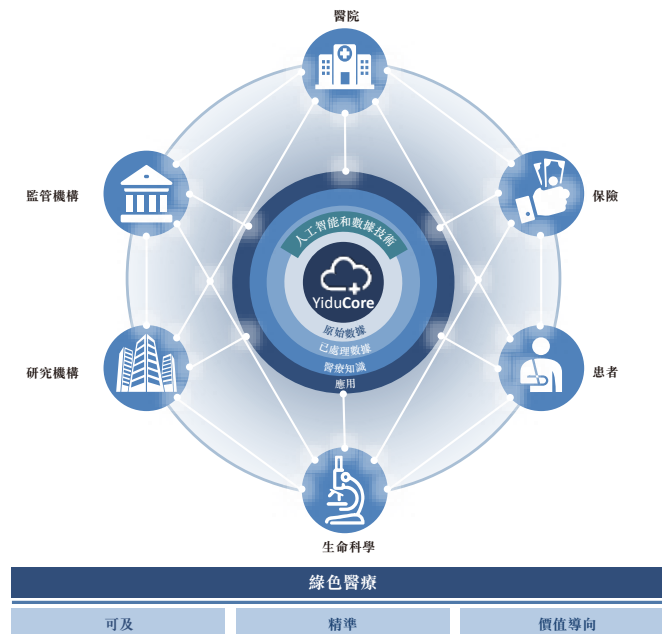 醫院
監管機構
保險
人工智能和數據技術
YiduCore
原始數據
已處理數據
醫療知識
應用
研究機構
患者
生命科學
綠色醫療
可及
精準
價值導向